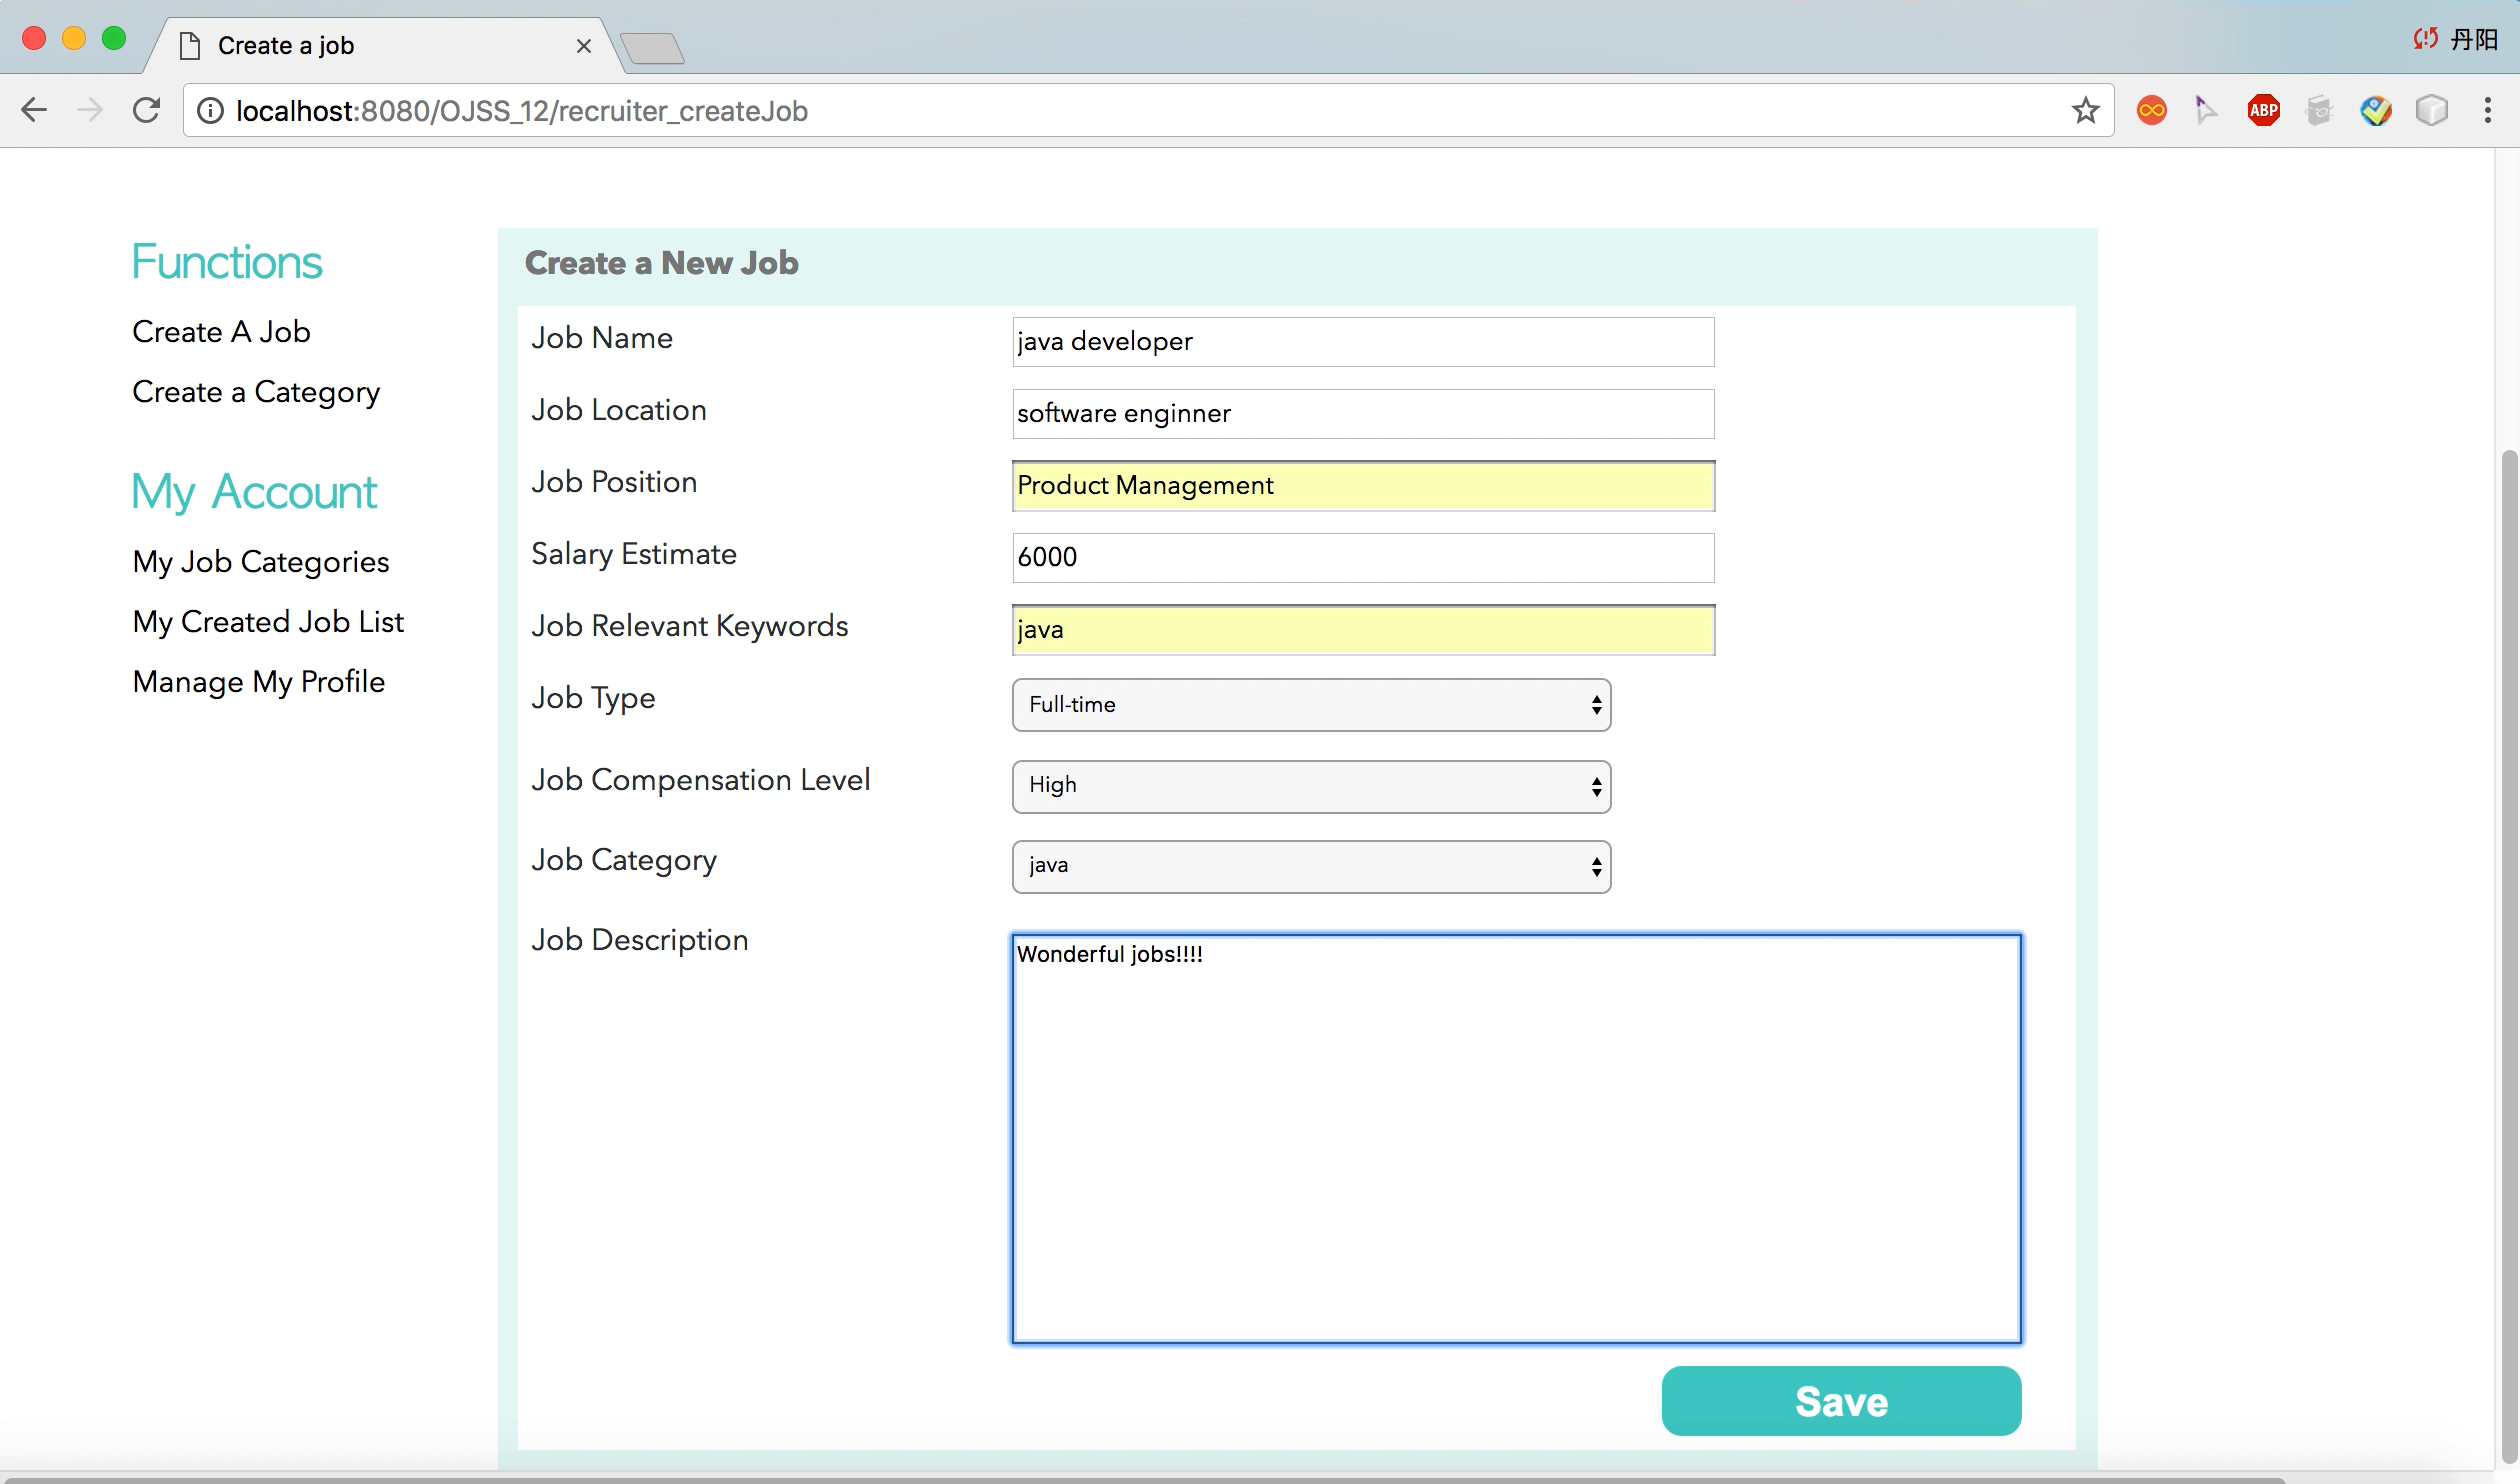 Create a job
丹阳
localhost:8080/OJSS_12/recruiter_createJob
ABP
Functions
Create A Job
Create a Category
My Account
My Job Categories
My Created Job List
Manage My Profile
Create a New Job
Job Name java developer
Job Location software enginner
Job Position Product Management
Salary Estimate 6000
Job Relevant Keywords java
Job Type Full-time
Job Compensation Level High
Job Category java
Job Description Wonderful jobs!!!!
Save